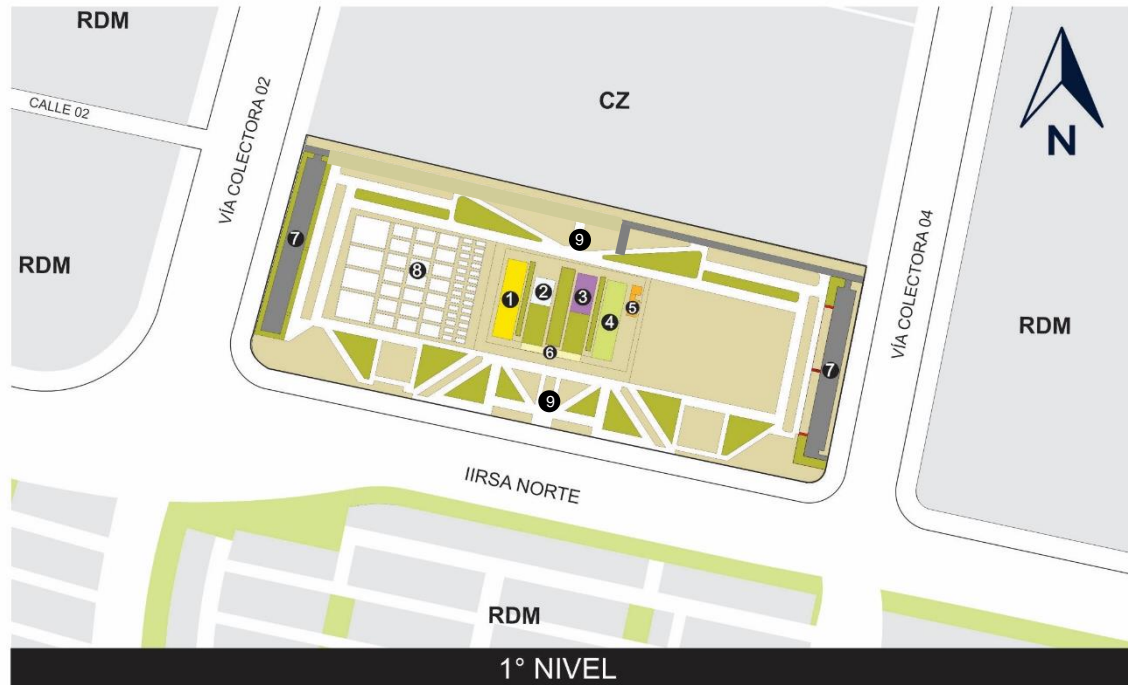 RDM
CALLE 02
VÍA COLECTORA 02
CZ
N
RDM
7
8
9
1
2
3
4
5
6
9
7
VÍA COLECTORA 04
RDM
IIRSA NORTE
RDM
1° NIVEL